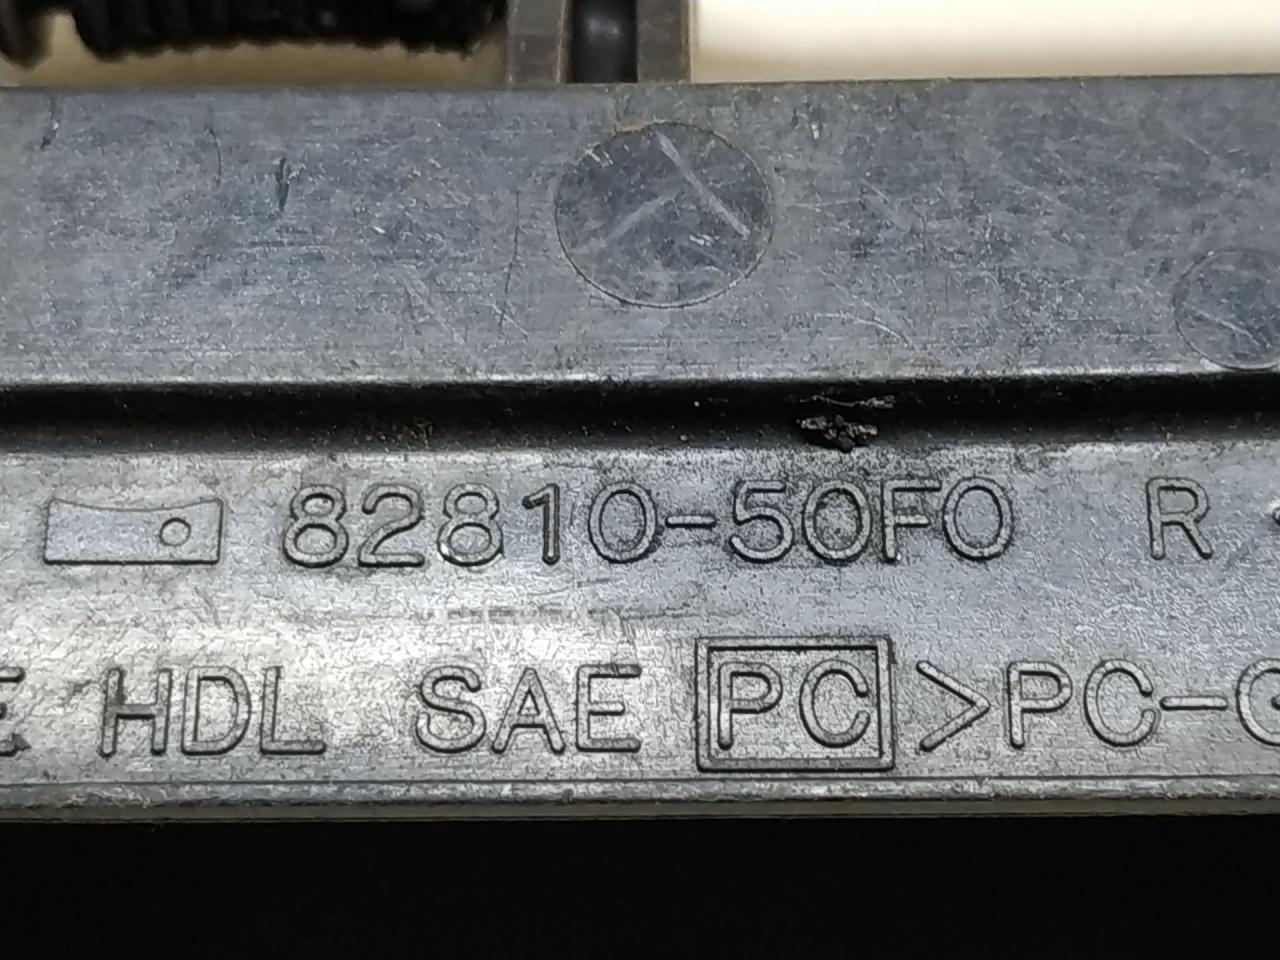 82810-50F0 R
HDL SAE PC >PC-